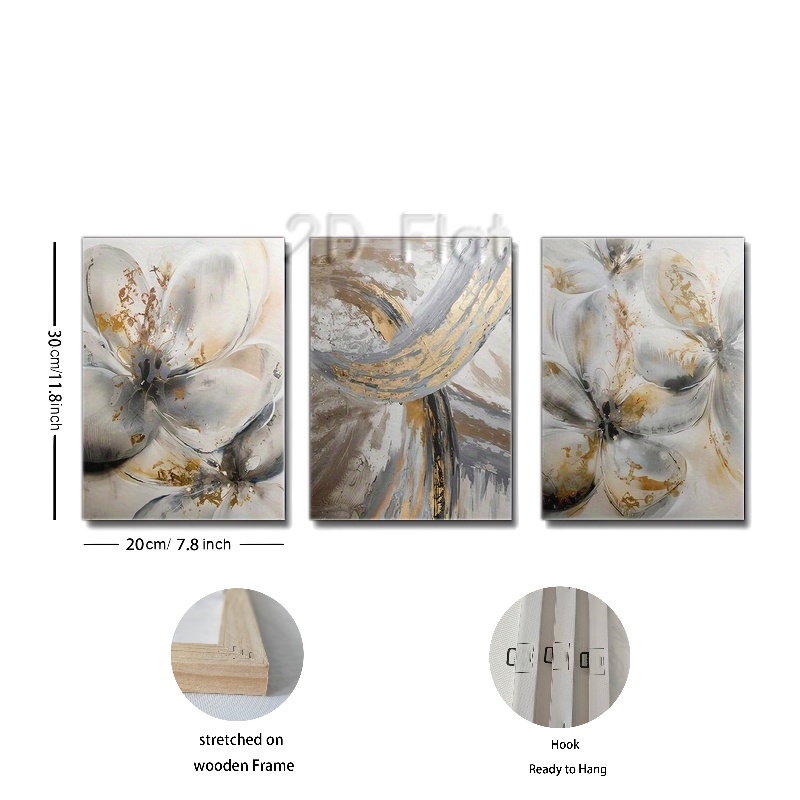 2D Flat
30cm/11.8inch
20cm/ 7.8 inch
stretched on
wooden Frame
Hook
Ready to Hang